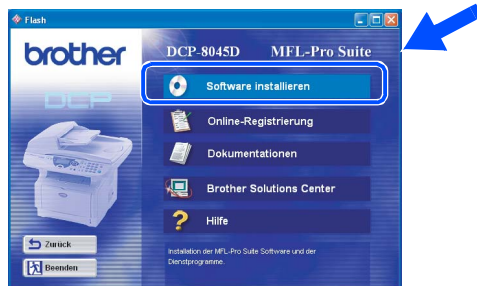 Flash
brother
DCP-8045D MFL-Pro Suite
DCP
Software installieren
Online-Registrierung
Dokumentationen
Brother Solutions Center
Hilfe
Zurück
Beenden
Installation der MFL-Pro Suite Software und der
Dienstprogramme.